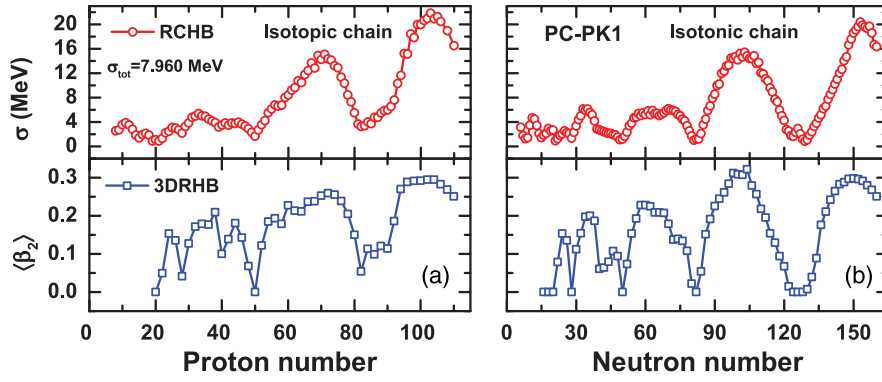 20
16
12
8
4
0
σ (MeV)
RCHB
Isotopic chain
σtot=7.960 MeV
PC-PK1
Isotonic chain
0.3
0.2
0.1
0.0
⟨β2⟩
3DRHB
(a)
(b)
0 20 40 60 80 100
0 30 60 90 120 150
Proton number
Neutron number